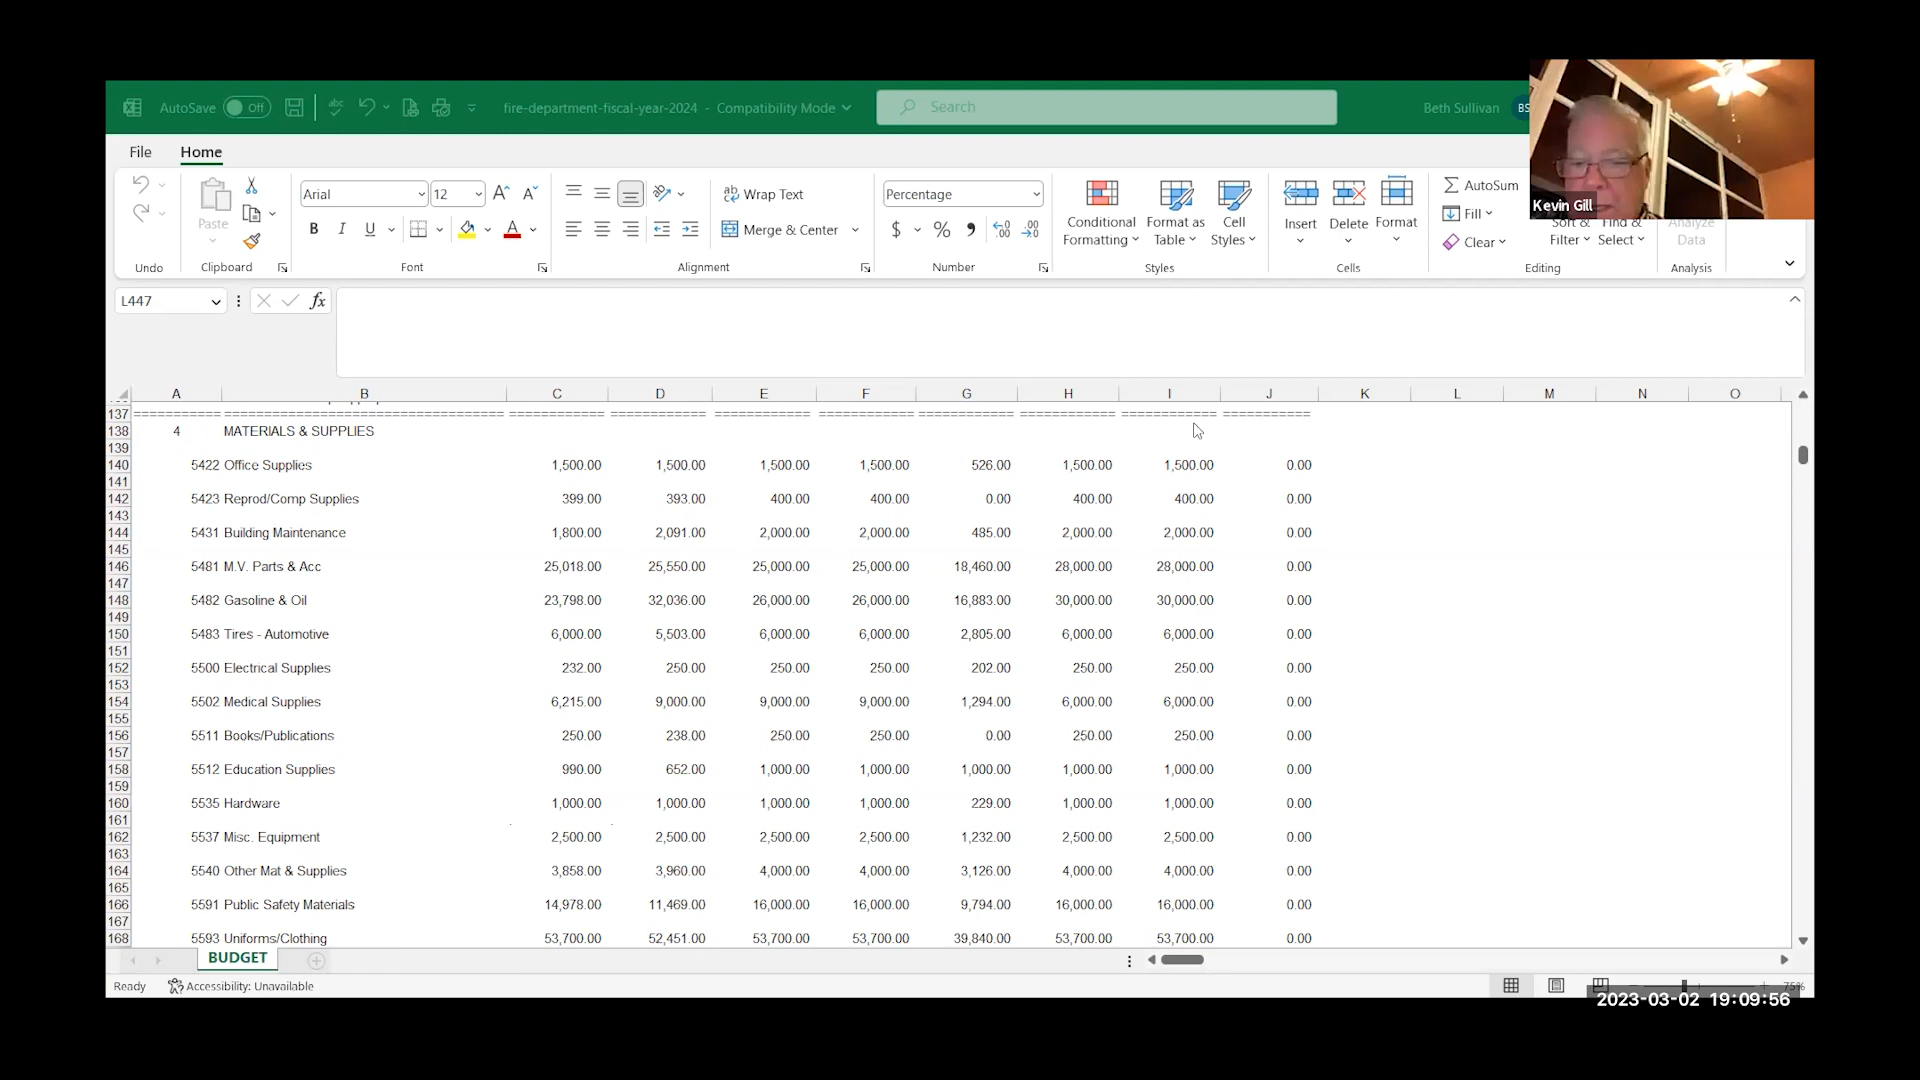 AutoSave Off fire-department-fiscal-year-2024 - Compatibility Mode Search Beth Sullivan BS
File Home
Paste
Arial 12
B I U
Wrap Text
Merge & Center
Percentage
$ % ,
Conditional Formatting
Format as Table
Cell Styles
Insert Delete Format
AutoSum
Fill
Clear
Sort & Filter
Find & Select
Analyze Data
Kevin Gill
Undo Clipboard Font Alignment Number Styles Cells Editing Analysis
L447 fx
A B C D E F G H I J K L M N O
137 =========== ===================================== ============ ============ ============ ============ ============ ============ ============ ===========
138 4 MATERIALS & SUPPLIES
139
140 5422 Office Supplies 1,500.00 1,500.00 1,500.00 1,500.00 526.00 1,500.00 1,500.00 0.00
141
142 5423 Reprod/Comp Supplies 399.00 393.00 400.00 400.00 0.00 400.00 400.00 0.00
143
144 5431 Building Maintenance 1,800.00 2,091.00 2,000.00 2,000.00 485.00 2,000.00 2,000.00 0.00
145
146 5481 M.V. Parts & Acc 25,018.00 25,550.00 25,000.00 25,000.00 18,460.00 28,000.00 28,000.00 0.00
147
148 5482 Gasoline & Oil 23,798.00 32,036.00 26,000.00 26,000.00 16,883.00 30,000.00 30,000.00 0.00
149
150 5483 Tires - Automotive 6,000.00 5,503.00 6,000.00 6,000.00 2,805.00 6,000.00 6,000.00 0.00
151
152 5500 Electrical Supplies 232.00 250.00 250.00 250.00 202.00 250.00 250.00 0.00
153
154 5502 Medical Supplies 6,215.00 9,000.00 9,000.00 9,000.00 1,294.00 6,000.00 6,000.00 0.00
155
156 5511 Books/Publications 250.00 238.00 250.00 250.00 0.00 250.00 250.00 0.00
157
158 5512 Education Supplies 990.00 652.00 1,000.00 1,000.00 1,000.00 1,000.00 1,000.00 0.00
159
160 5535 Hardware 1,000.00 1,000.00 1,000.00 1,000.00 229.00 1,000.00 1,000.00 0.00
161
162 5537 Misc. Equipment 2,500.00 2,500.00 2,500.00 2,500.00 1,232.00 2,500.00 2,500.00 0.00
163
164 5540 Other Mat & Supplies 3,858.00 3,960.00 4,000.00 4,000.00 3,126.00 4,000.00 4,000.00 0.00
165
166 5591 Public Safety Materials 14,978.00 11,469.00 16,000.00 16,000.00 9,794.00 16,000.00 16,000.00 0.00
167
168 5593 Uniforms/Clothing 53,700.00 52,451.00 53,700.00 53,700.00 39,840.00 53,700.00 53,700.00 0.00
BUDGET
Ready Accessibility: Unavailable 75%
2023-03-02 19:09:56